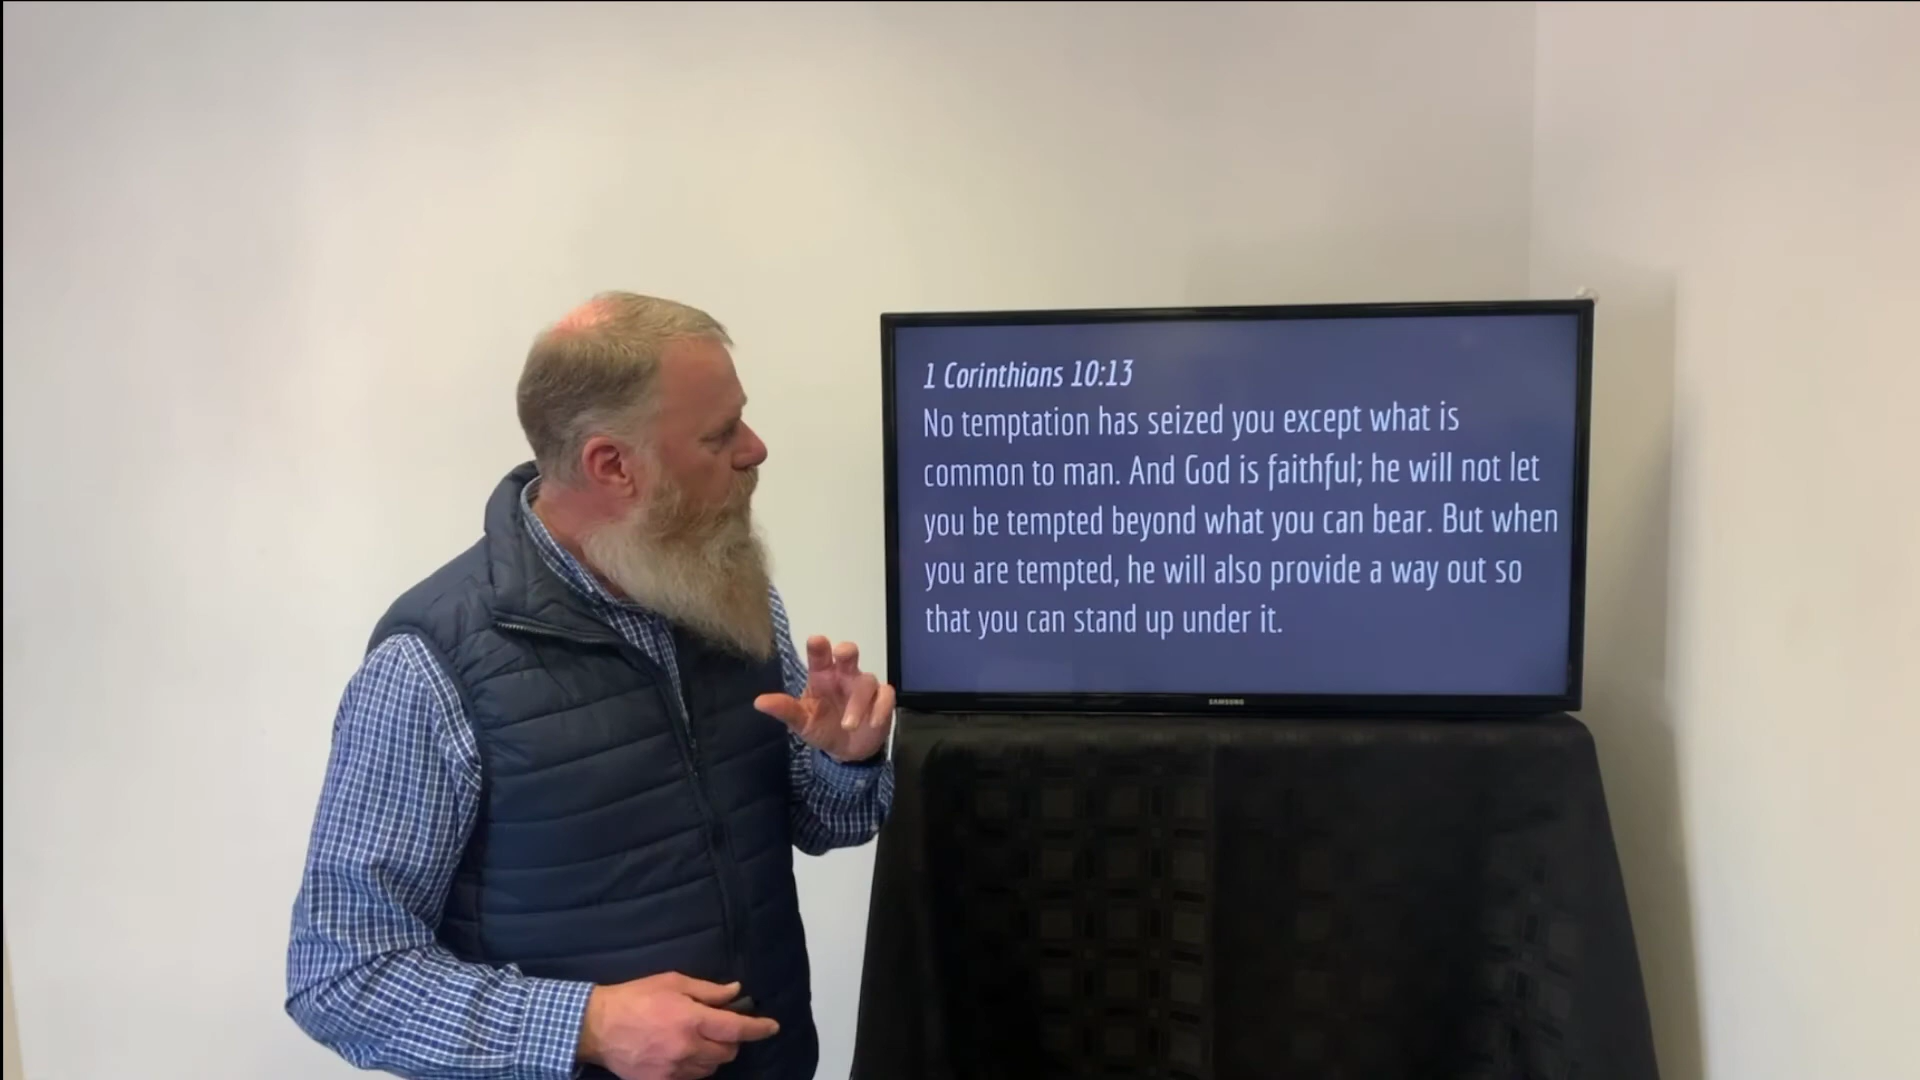 1 Corinthians 10:13
No temptation has seized you except what is
common to man. And God is faithful; he will not let
you be tempted beyond what you can bear. But when
you are tempted, he will also provide a way out so
that you can stand up under it.
SAMSUNG